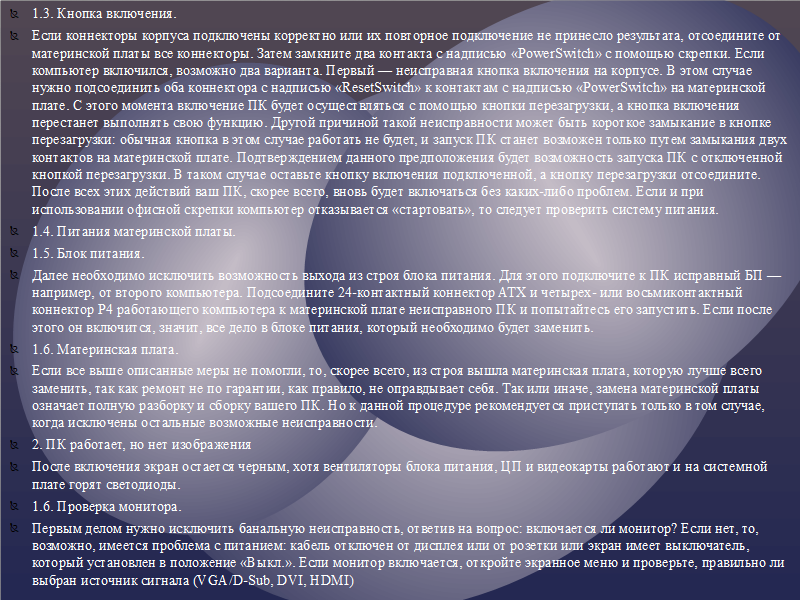 1.3. Кнопка включения.
Если коннекторы корпуса подключены корректно или их повторное подключение не принесло результата, отсоедините от
материнской платы все коннекторы. Затем замкните два контакта с надписью «PowerSwitch» с помощью скрепки. Если
компьютер включился, возможно два варианта. Первый — неисправная кнопка включения на корпусе. В этом случае
нужно подсоединить оба коннектора с надписью «ResetSwitch» к контактам с надписью «PowerSwitch» на материнской
плате. С этого момента включение ПК будет осуществляться с помощью кнопки перезагрузки, а кнопка включения
перестанет выполнять свою функцию. Другой причиной такой неисправности может быть короткое замыкание в кнопке
перезагрузки: обычная кнопка в этом случае работать не будет, и запуск ПК станет возможен только путем замыкания двух
контактов на материнской плате. Подтверждением данного предположения будет возможность запуска ПК с отключенной
кнопкой перезагрузки. В таком случае оставьте кнопку включения подключенной, а кнопку перезагрузки отсоедините.
После всех этих действий ваш ПК, скорее всего, вновь будет включаться без каких-либо проблем. Если и при
использовании офисной скрепки компьютер отказывается «стартовать», то следует проверить систему питания.
1.4. Питания материнской платы.
1.5. Блок питания.
Далее необходимо исключить возможность выхода из строя блока питания. Для этого подключите к ПК исправный БП —
например, от второго компьютера. Подсоедините 24-контактный коннектор ATX и четырех- или восьмиконтактный
коннектор P4 работающего компьютера к материнской плате неисправного ПК и попытайтесь его запустить. Если после
этого он включится, значит, все дело в блоке питания, который необходимо будет заменить.
1.6. Материнская плата.
Если все выше описанные меры не помогли, то, скорее всего, из строя вышла материнская плата, которую лучше всего
заменить, так как ремонт не по гарантии, как правило, не оправдывает себя. Так или иначе, замена материнской платы
означает полную разборку и сборку вашего ПК. Но к данной процедуре рекомендуется приступать только в том случае,
когда исключены остальные возможные неисправности.
2. ПК работает, но нет изображения
После включения экран остается черным, хотя вентиляторы блока питания, ЦП и видеокарты работают и на системной
плате горят светодиоды.
1.6. Проверка монитора.
Первым делом нужно исключить банальную неисправность, ответив на вопрос: включается ли монитор? Если нет, то,
возможно, имеется проблема с питанием: кабель отключен от дисплея или от розетки или экран имеет выключатель,
который установлен в положение «Выкл.». Если монитор включается, откройте экранное меню и проверьте, правильно ли
выбран источник сигнала (VGA/D-Sub, DVI, HDMI)